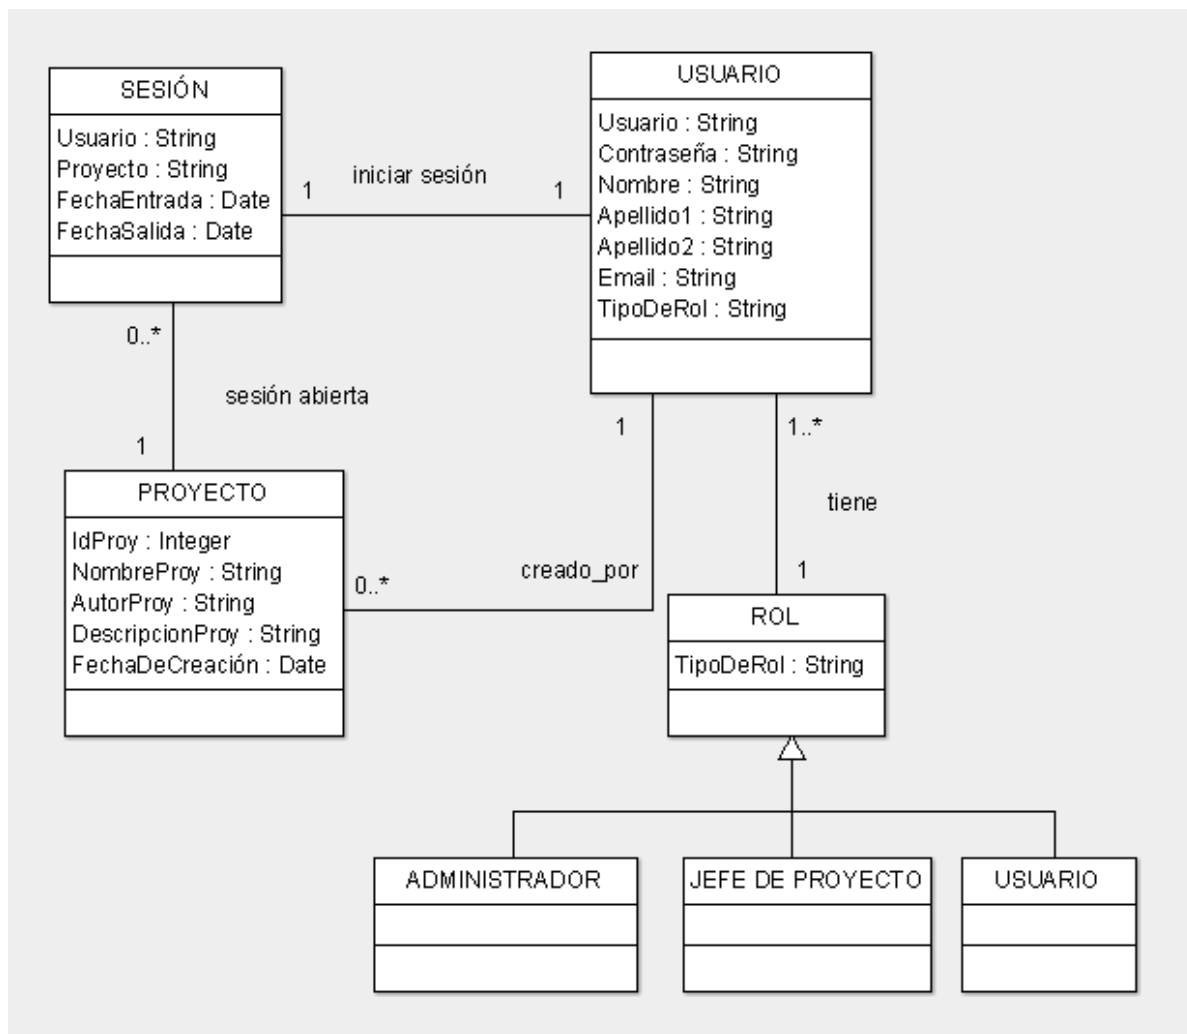 SESIÓN
Usuario : String
Proyecto : String
FechaEntrada : Date
FechaSalida : Date
iniciar sesión
1
1
USUARIO
Usuario : String
Contraseña : String
Nombre : String
Apellido1 : String
Apellido2 : String
Email : String
TipoDeRol : String
0..*
sesión abierta
1
1
1..*
tiene
1
PROYECTO
IdProy : Integer
NombreProy : String
AutorProy : String
DescripcionProy : String
FechaDeCreación : Date
0..*
creado_por
ROL
TipoDeRol : String
ADMINISTRADOR
JEFE DE PROYECTO
USUARIO